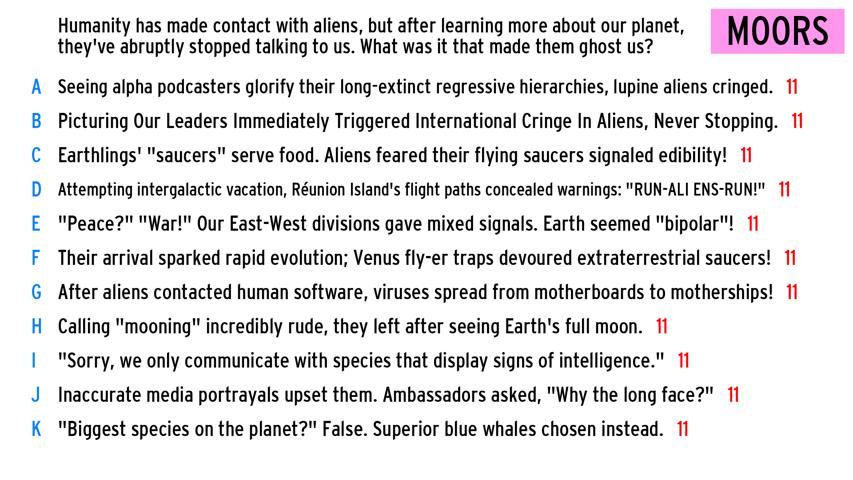 Humanity has made contact with aliens, but after learning more about our planet,
they've abruptly stopped talking to us. What was it that made them ghost us?
MOORS
A Seeing alpha podcasters glorify their long-extinct regressive hierarchies, lupine aliens cringed. 11
B Picturing Our Leaders Immediately Triggered International Cringe In Aliens, Never Stopping. 11
C Earthlings' "saucers" serve food. Aliens feared their flying saucers signaled edibility! 11
D Attempting intergalactic vacation, Réunion Island's flight paths concealed warnings: "RUN-ALI ENS-RUN!" 11
E "Peace?" "War!" Our East-West divisions gave mixed signals. Earth seemed "bipolar"! 11
F Their arrival sparked rapid evolution; Venus fly-er traps devoured extraterrestrial saucers! 11
G After aliens contacted human software, viruses spread from motherboards to motherships! 11
H Calling "mooning" incredibly rude, they left after seeing Earth's full moon. 11
I "Sorry, we only communicate with species that display signs of intelligence." 11
J Inaccurate media portrayals upset them. Ambassadors asked, "Why the long face?" 11
K "Biggest species on the planet?" False. Superior blue whales chosen instead. 11